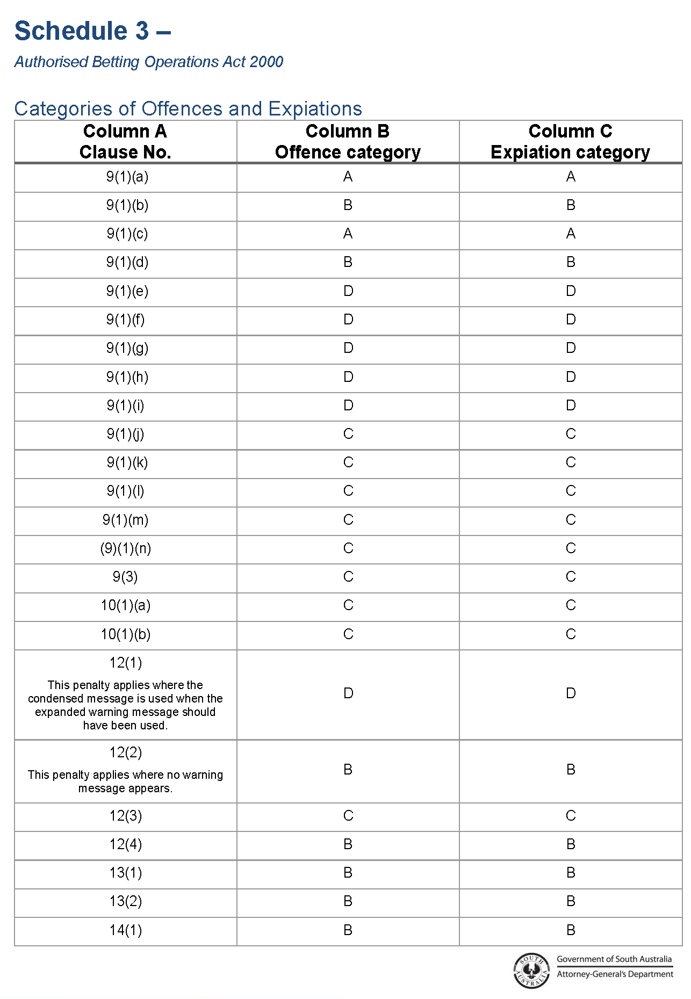 Schedule 3 –
Authorised Betting Operations Act 2000
Categories of Offences and Expiations
Column A Column B Column C
Clause No. Offence category Expiation category
9(1)(a) A A
9(1)(b) B B
9(1)(c) A A
9(1)(d) B B
9(1)(e) D D
9(1)(f) D D
9(1)(g) D D
9(1)(h) D D
9(1)(i) D D
9(1)(j) C C
9(1)(k) C C
9(1)(l) C C
9(1)(m) C C
(9)(1)(n) C C
9(3) C C
10(1)(a) C C
10(1)(b) C C
12(1)
This penalty applies where the
condensed message is used when the
expanded warning message should
have been used.
D D
12(2)
This penalty applies where no warning
message appears.
B B
12(3) C C
12(4) B B
13(1) B B
13(2) B B
14(1) B B
SOUTH AUSTRALIA
Government of South Australia
Attorney-General's Department